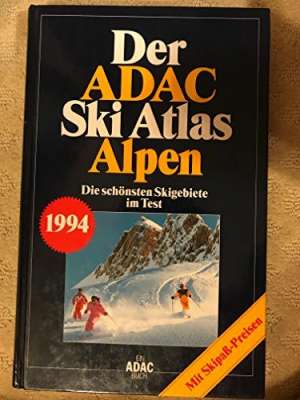 Der
ADAC
Ski Atlas
Alpen
Die schönsten Skigebiete
im Test
1994
Mit Skipaß-Preisen
EIN
ADAC
BUCH